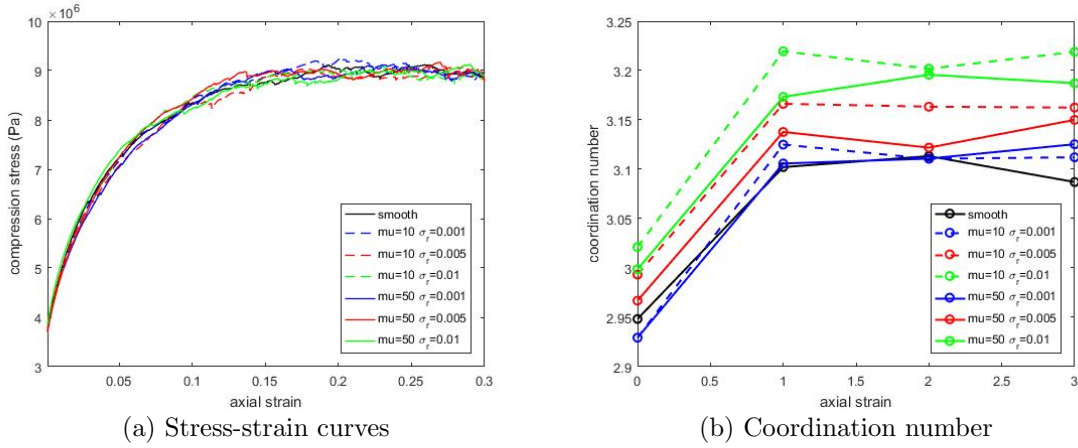 × 10⁶
10
9
8
7
6
5
4
3
0.05 0.1 0.15 0.2 0.25 0.3
compression stress (Pa)
axial strain
smooth
mu=10 σr=0.001
mu=10 σr=0.005
mu=10 σr=0.01
mu=50 σr=0.001
mu=50 σr=0.005
mu=50 σr=0.01
(a) Stress-strain curves
3.25
3.2
3.15
3.1
3.05
3
2.95
2.9
0 0.5 1 1.5 2 2.5 3
coordination number
axial strain
smooth
mu=10 σr=0.001
mu=10 σr=0.005
mu=10 σr=0.01
mu=50 σr=0.001
mu=50 σr=0.005
mu=50 σr=0.01
(b) Coordination number